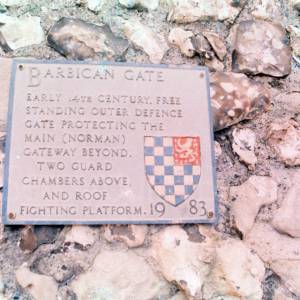 BARBICAN GATE
EARLY 14TH CENTURY, FREE
STANDING OUTER DEFENCE
GATE PROTECTING THE
MAIN (NORMAN)
GATEWAY BEYOND.
TWO GUARD
CHAMBERS ABOVE
AND ROOF
FIGHTING PLATFORM. 1983